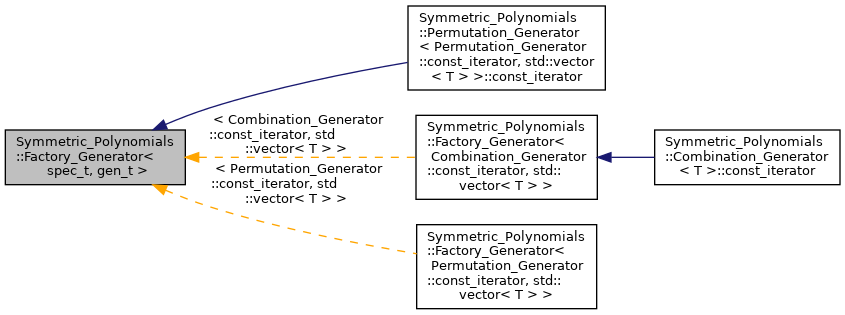 Symmetric_Polynomials
::Permutation_Generator
< Permutation_Generator
::const_iterator, std::vector
< T > >::const_iterator
Symmetric_Polynomials
::Factory_Generator<
spec_t, gen_t >
< Combination_Generator
::const_iterator, std
::vector< T > >
< Permutation_Generator
::const_iterator, std
::vector< T > >
Symmetric_Polynomials
::Factory_Generator<
Combination_Generator
::const_iterator, std::
vector< T > >
Symmetric_Polynomials
::Combination_Generator
< T >::const_iterator
Symmetric_Polynomials
::Factory_Generator<
Permutation_Generator
::const_iterator, std::
vector< T > >